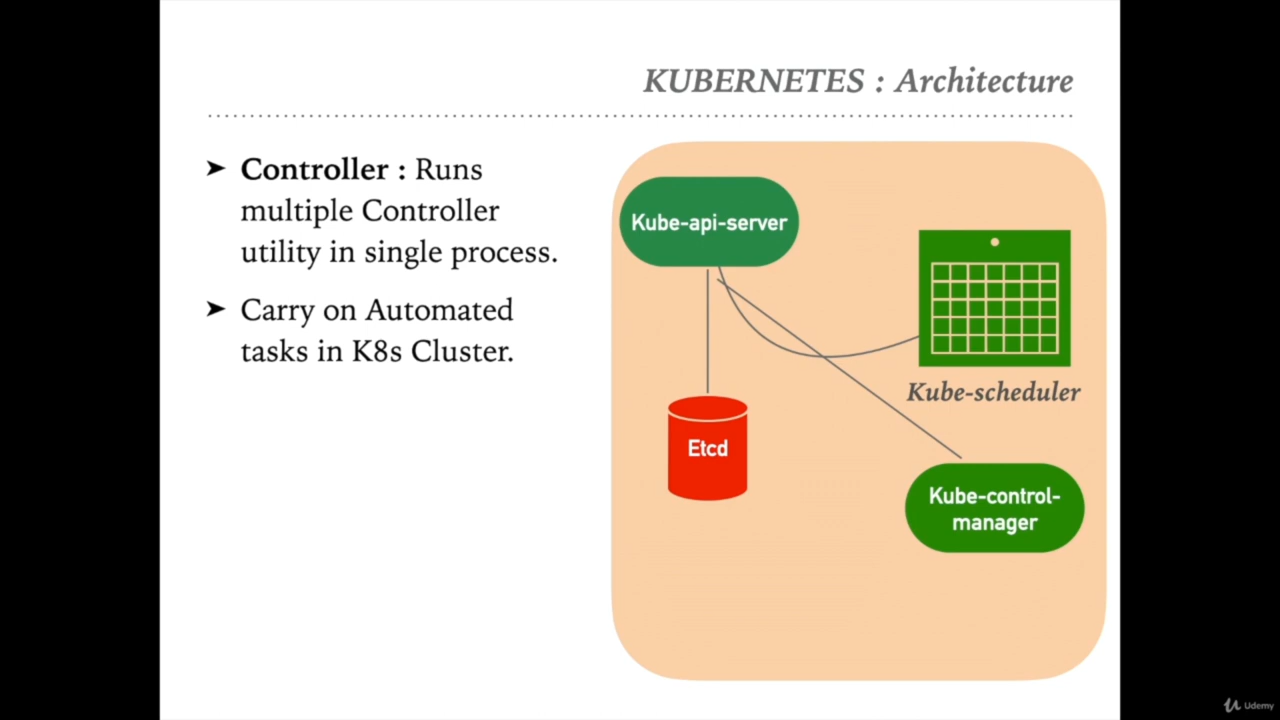 KUBERNETES : Architecture
➤ Controller : Runs
multiple Controller
utility in single process.
➤ Carry on Automated
tasks in K8s Cluster.
Kube-api-server
Kube-scheduler
Etcd
Kube-control-
manager
Udemy